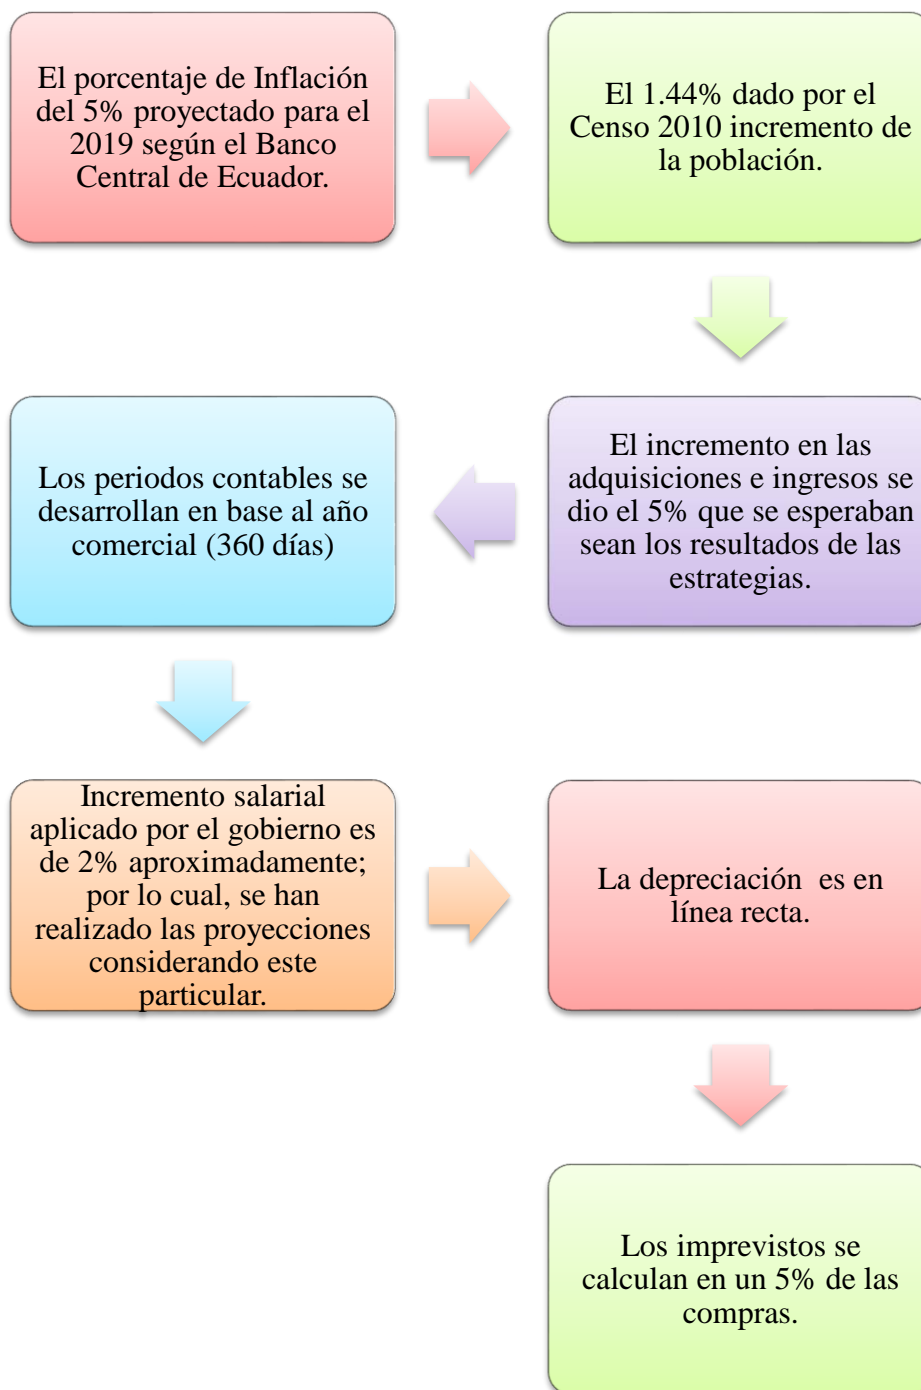 El porcentaje de Inflación
del 5% proyectado para el
2019 según el Banco
Central de Ecuador.
El 1.44% dado por el
Censo 2010 incremento de
la población.
El incremento en las
adquisiciones e ingresos se
dio el 5% que se esperaban
sean los resultados de las
estrategias.
Los periodos contables se
desarrollan en base al año
comercial (360 días)
Incremento salarial
aplicado por el gobierno es
de 2% aproximadamente;
por lo cual, se han
realizado las proyecciones
considerando este
particular.
La depreciación  es en
línea recta.
Los imprevistos se
calculan en un 5% de las
compras.